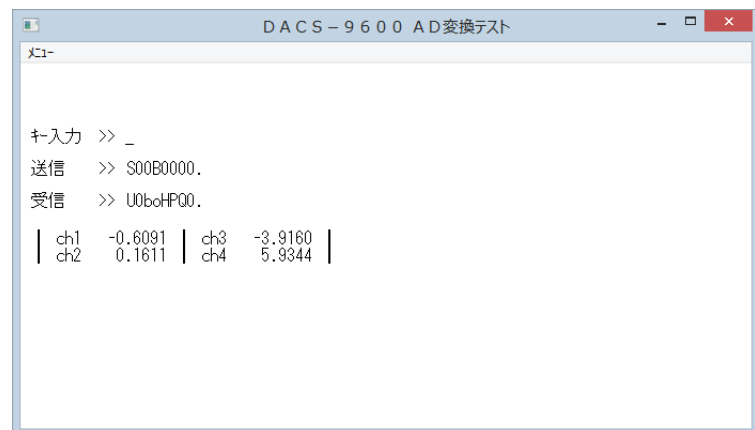 DACS-9600 AD変換テスト
メニュー
キー入力 >> _
送信 >> S00B0000.
受信 >> U0boHPQ0.
ch1 -0.6091 ch3 -3.9160
ch2 0.1611 ch4 5.9344